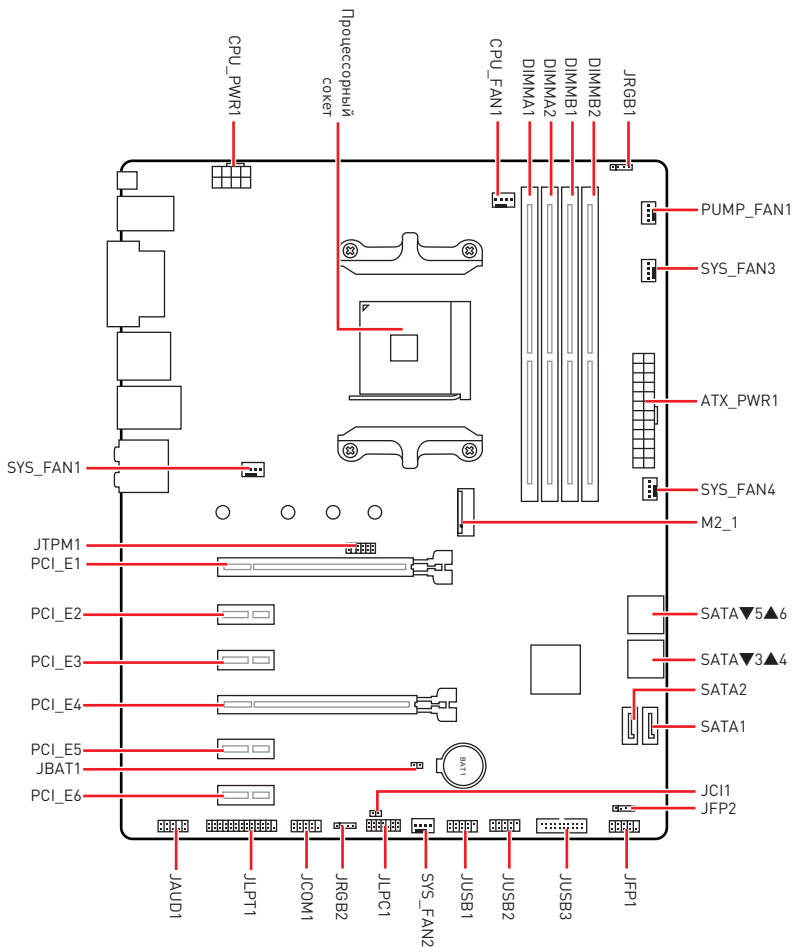 CPU_PWR1
Процессорный
сокет
CPU_FAN1
DIMMA1
DIMMA2
DIMMB1
DIMMB2
JRGB1
PUMP_FAN1
SYS_FAN3
ATX_PWR1
SYS_FAN1
SYS_FAN4
M2_1
JTPM1
PCI_E1
PCI_E2
SATA▼5▲6
PCI_E3
SATA▼3▲4
SATA2
PCI_E4
SATA1
PCI_E5
JBAT1
BAT1
PCI_E6
JCI1
JFP2
JAUD1
JLPT1
JCOM1
JRGB2
JLPC1
SYS_FAN2
JUSB1
JUSB2
JUSB3
JFP1